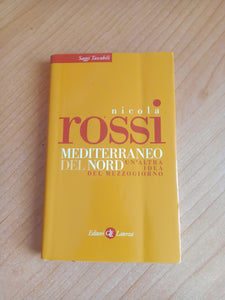 Saggi Tascabili
nicola
rossi
MEDITERRANEO
DEL NORD UN'ALTRA
IDEA
DEL MEZZOGIORNO
Editori Laterza